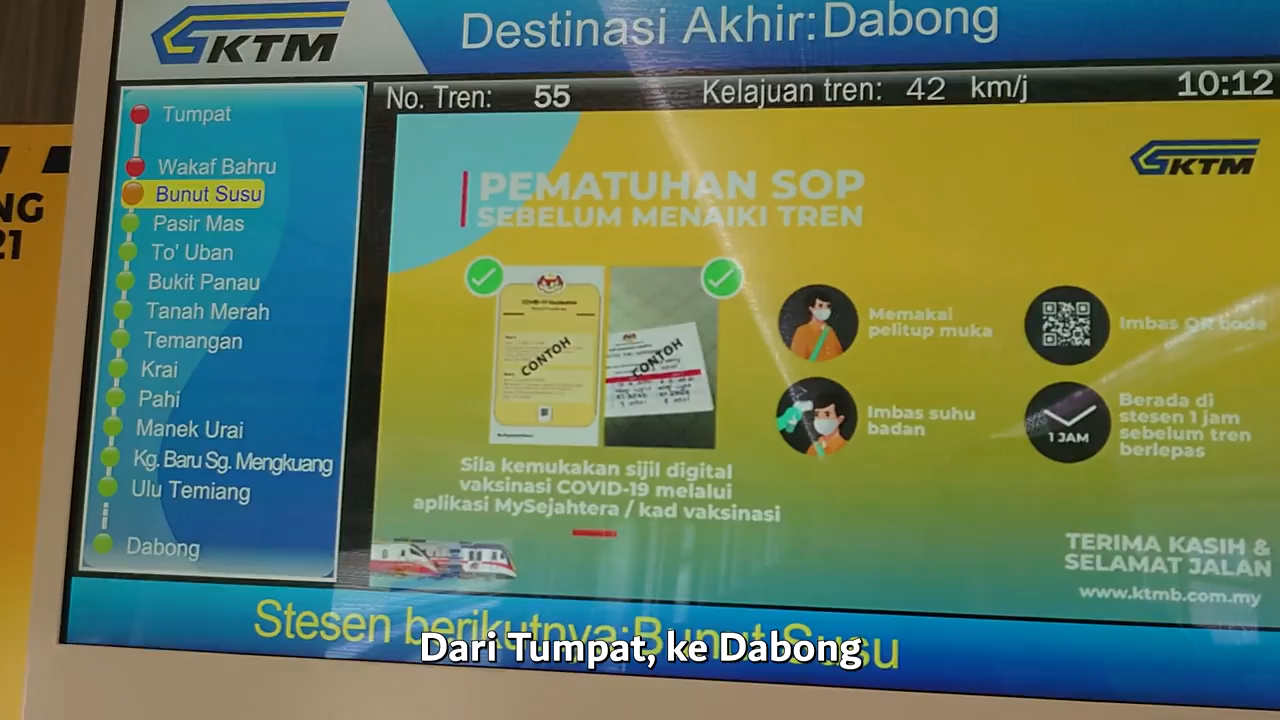 KTM
Destinasi Akhir:Dabong
No. Tren: 55 Kelajuan tren: 42 km/j 10:12
NG
21
Tumpat
Wakaf Bahru
Bunut Susu
Pasir Mas
To' Uban
Bukit Panau
Tanah Merah
Temangan
Krai
Pahi
Manek Urai
Kg. Baru Sg. Mengkuang
Ulu Temiang
Dabong
KTM
PEMATUHAN SOP
SEBELUM MENAIKI TREN
CONTOH
CONTOH
Sila kemukakan sijil digital
vaksinasi COVID-19 melalui
aplikasi MySejahtera / kad vaksinasi
Memakai
pelitup muka
Imbas QR code
Imbas suhu
badan
1 JAM
Berada di
stesen 1 jam
sebelum tren
berlepas
TERIMA KASIH &
SELAMAT JALAN
www.ktmb.com.my
Stesen berikutnya:Bunut Susu
Dari Tumpat, ke Dabong